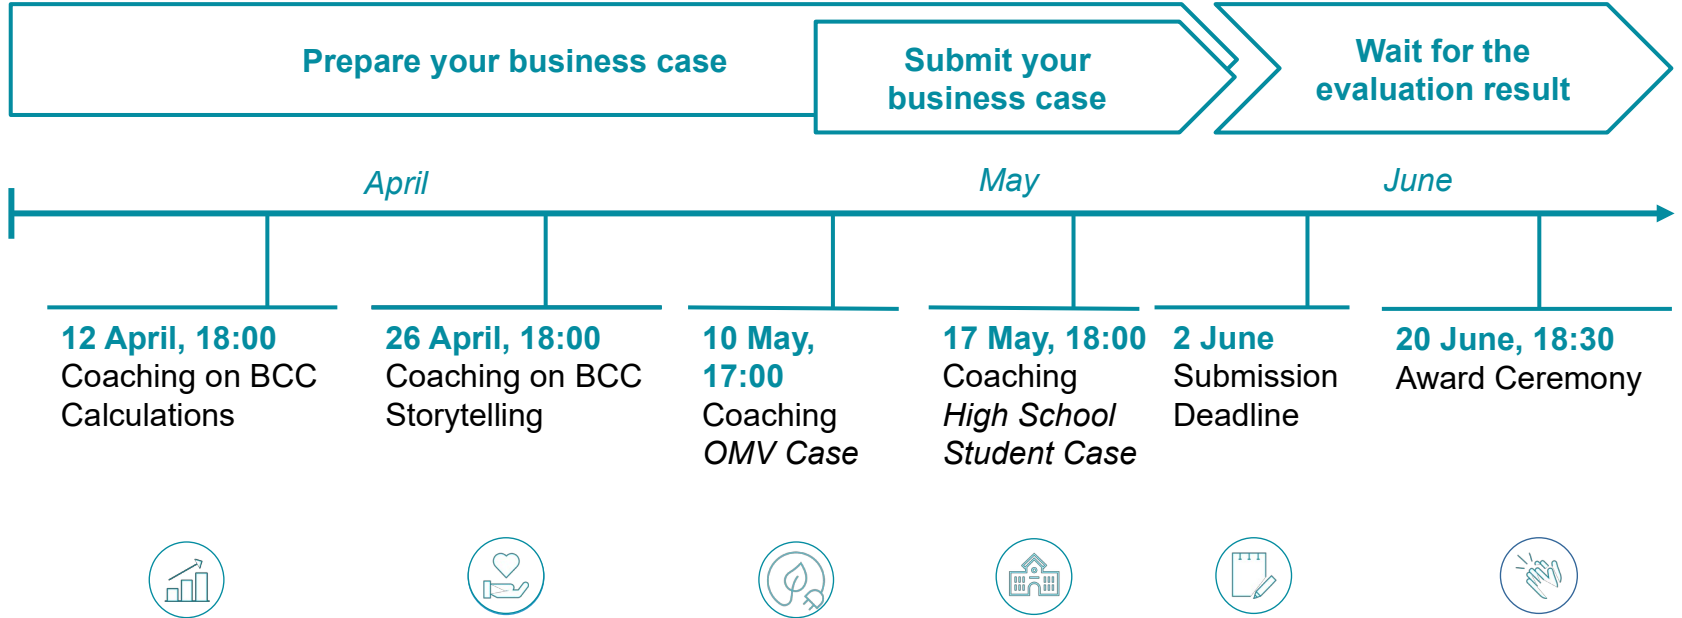 Prepare your business case
Submit your
business case
Wait for the
evaluation result
April
May
June
12 April, 18:00
Coaching on BCC
Calculations
26 April, 18:00
Coaching on BCC
Storytelling
10 May,
17:00
Coaching
OMV Case
17 May, 18:00
Coaching
High School
Student Case
2 June
Submission
Deadline
20 June, 18:30
Award Ceremony